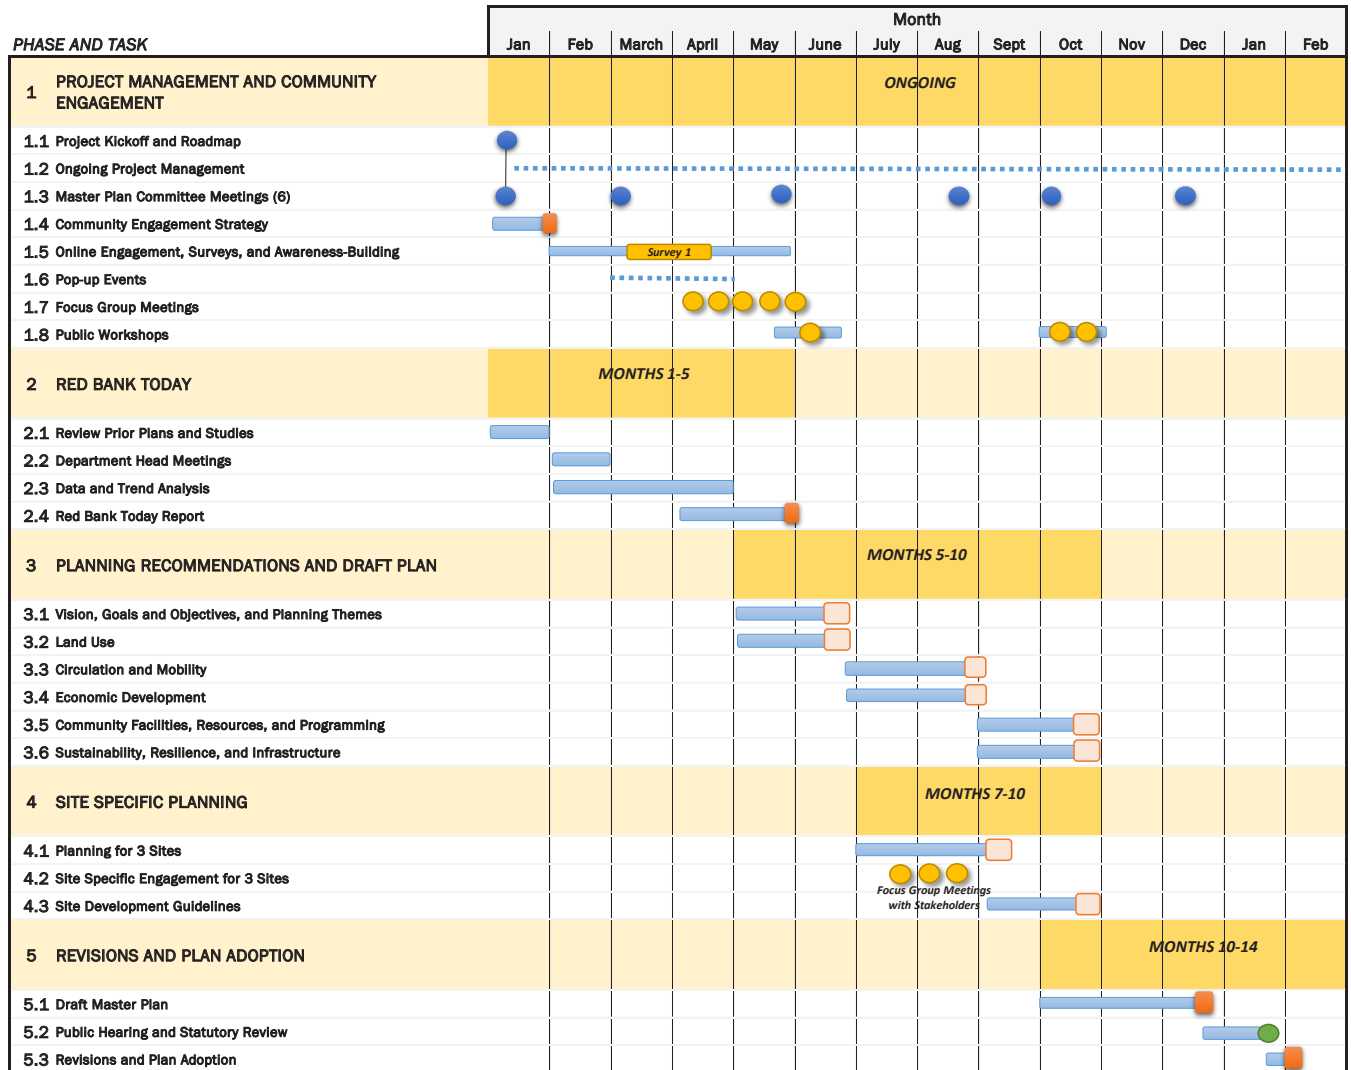 Month
PHASE AND TASK Jan Feb March April May June July Aug Sept Oct Nov Dec Jan Feb
1 PROJECT MANAGEMENT AND COMMUNITY
ENGAGEMENT
ONGOING
1.1 Project Kickoff and Roadmap
1.2 Ongoing Project Management
1.3 Master Plan Committee Meetings (6)
1.4 Community Engagement Strategy
1.5 Online Engagement, Surveys, and Awareness-Building Survey 1
1.6 Pop-up Events
1.7 Focus Group Meetings
1.8 Public Workshops
2 RED BANK TODAY MONTHS 1-5
2.1 Review Prior Plans and Studies
2.2 Department Head Meetings
2.3 Data and Trend Analysis
2.4 Red Bank Today Report
3 PLANNING RECOMMENDATIONS AND DRAFT PLAN MONTHS 5-10
3.1 Vision, Goals and Objectives, and Planning Themes
3.2 Land Use
3.3 Circulation and Mobility
3.4 Economic Development
3.5 Community Facilities, Resources, and Programming
3.6 Sustainability, Resilience, and Infrastructure
4 SITE SPECIFIC PLANNING MONTHS 7-10
4.1 Planning for 3 Sites
4.2 Site Specific Engagement for 3 Sites
Focus Group Meetings
with Stakeholders
4.3 Site Development Guidelines
5 REVISIONS AND PLAN ADOPTION MONTHS 10-14
5.1 Draft Master Plan
5.2 Public Hearing and Statutory Review
5.3 Revisions and Plan Adoption